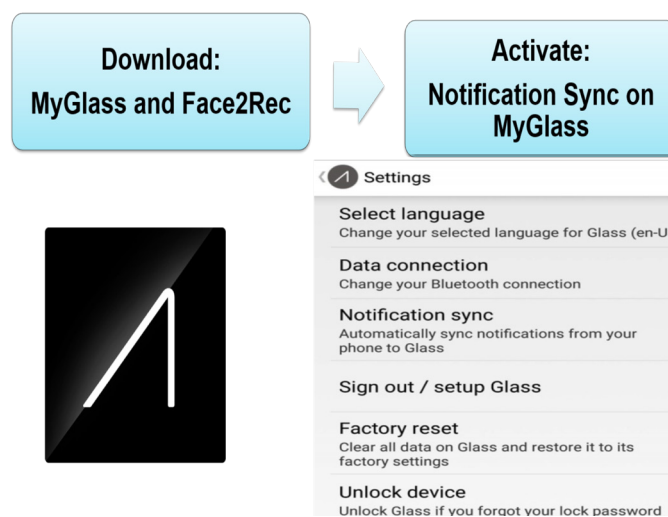 Download:
MyGlass and Face2Rec
Activate:
Notification Sync on
MyGlass
Settings
Select language
Change your selected language for Glass (en-U
Data connection
Change your Bluetooth connection
Notification sync
Automatically sync notifications from your
phone to Glass
Sign out / setup Glass
Factory reset
Clear all data on Glass and restore it to its
factory settings
Unlock device
Unlock Glass if you forgot your lock password